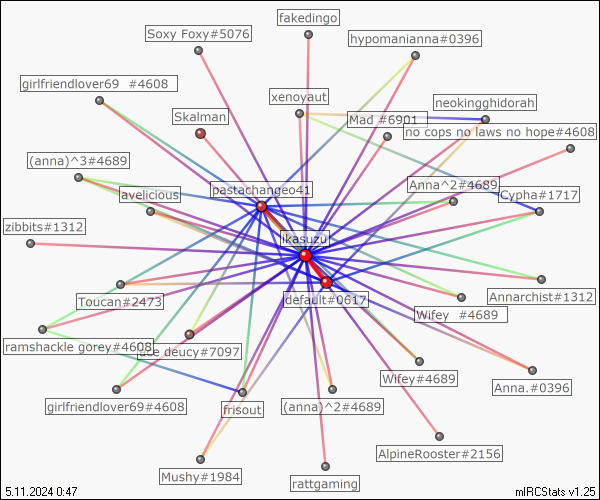 fakedingo
Soxy Foxy#5076
hypomanianna#0396
girlfriendlover69 #4608
xenoyaut
neokingghidorah
Skalman
Mad #6901
no cops no laws no hope#4608
(anna)^3#4689
avelicious
pastachangeo41
Anna^2#4689
Cypha#1717
zibbits#1312
ikasuzu
Toucan#2473
default#0617
Annarchist#1312
Wifey #4689
ramshackle gorey#4608
deucy#7097
Wifey#4689
Anna.#0396
girlfriendlover69#4608
frisout
(anna)^2#4689
AlpineRooster#2156
Mushy#1984
rattgaming
5.11.2024 0:47
mIRCStats v1.25